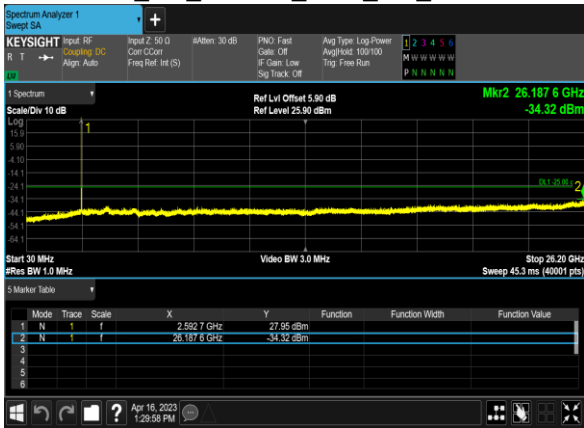 Spectrum Analyzer 1
Swept SA
+
KEYSIGHT
R T
Input: RF
Coupling: DC
Align: Auto
Input Z: 50 Ω
Corr CCorr
Freq Ref: Int (S)
#Atten: 30 dB
PNO: Fast
Gate: Off
IF Gain: Low
Sig Track: Off
Avg Type: Log-Power
Avg|Hold: 100/100
Trig: Free Run
1 2 3 4 5 6
M W W W W W
P N N N N N
1 Spectrum
Scale/Div 10 dB
Ref Lvl Offset 5.90 dB
Ref Level 25.90 dBm
Mkr2 26.187 6 GHz
-34.32 dBm
Log
15.9
5.90
-4.10
-14.1
-24.1
-34.1
-44.1
-54.1
-64.1
1
2
Start 30 MHz
#Res BW 1.0 MHz
Video BW 3.0 MHz
Stop 26.20 GHz
Sweep 45.3 ms (40001 pts)
5 Marker Table
Mode Trace Scale X Y Function Function Width Function Value
1 N 1 f 2.592 7 GHz 27.95 dBm
2 N 1 f 26.187 6 GHz -34.32 dBm
3
4
5
6
?
Apr 16, 2023
1:29:58 PM